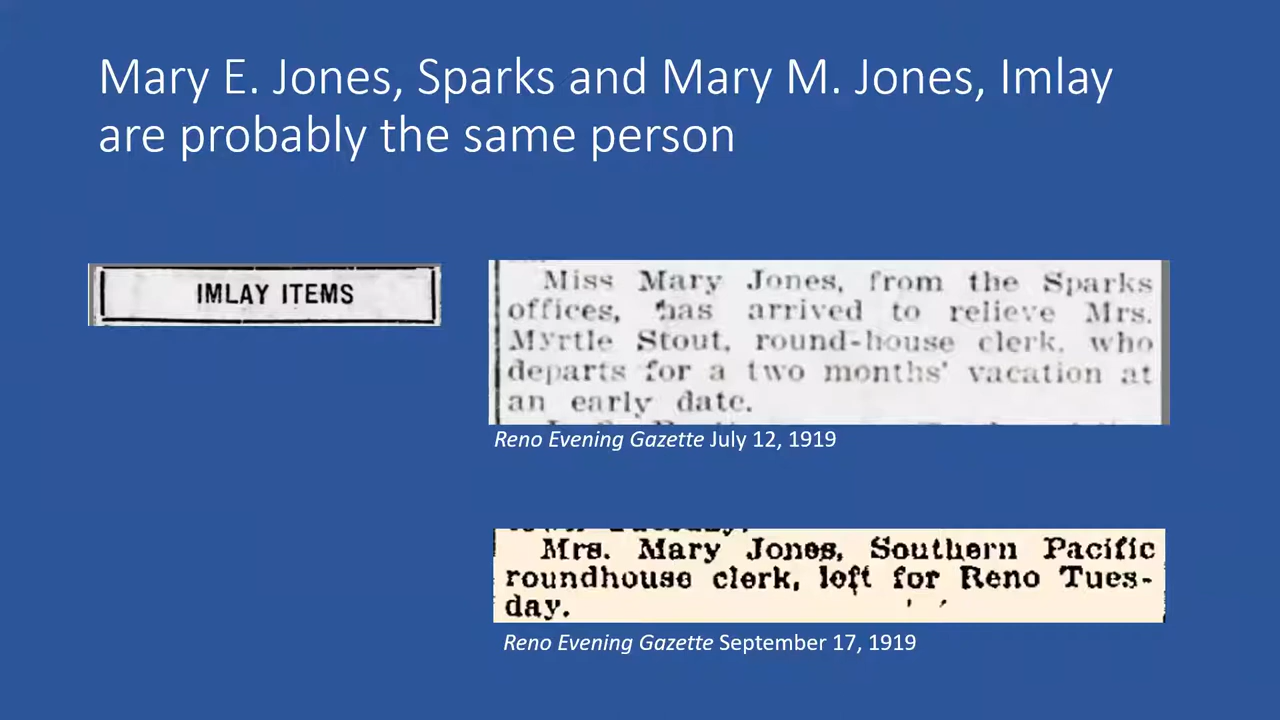 Mary E. Jones, Sparks and Mary M. Jones, Imlay
are probably the same person
IMLAY ITEMS
Miss Mary Jones, from the Sparks
offices, has arrived to relieve Mrs.
Myrtle Stout, round-house clerk, who
departs for a two months' vacation at
an early date.
Reno Evening Gazette July 12, 1919
Mrs. Mary Jones, Southern Pacific
roundhouse clerk, left for Reno Tues-
day.
Reno Evening Gazette September 17, 1919